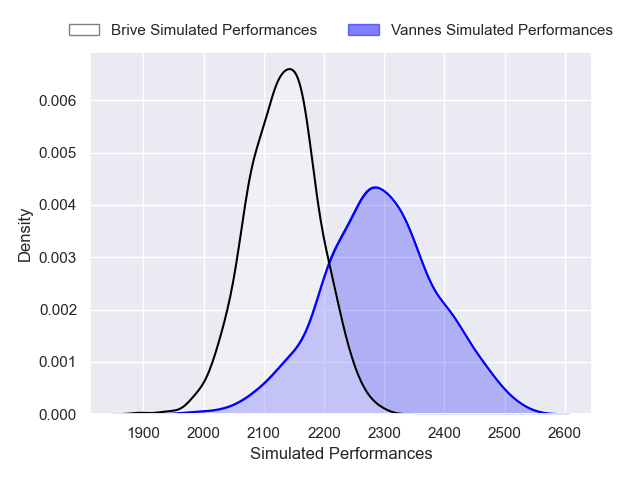 Brive Simulated Performances
Vannes Simulated Performances
0.006
0.005
0.004
0.003
0.002
0.001
0.000
Density
1900 2000 2100 2200 2300 2400 2500 2600
Simulated Performances